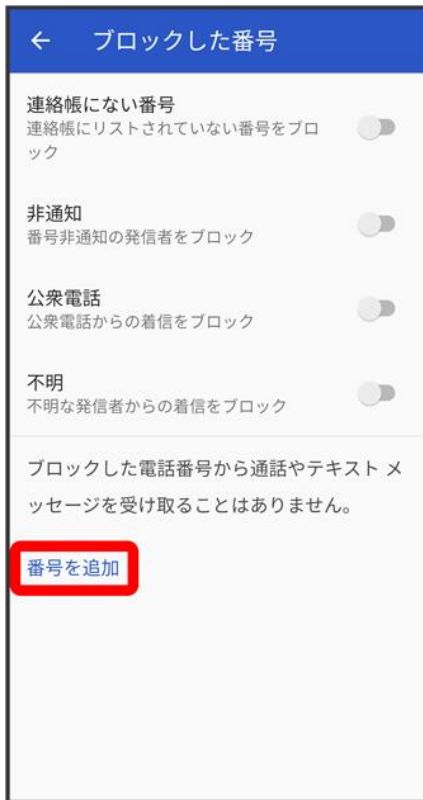 ブロックした番号
連絡帳にない番号
連絡帳にリストされていない番号をブロ
ック
非通知
番号非通知の発信者をブロック
公衆電話
公衆電話からの着信をブロック
不明
不明な発信者からの着信をブロック
ブロックした電話番号から通話やテキスト メ
ッセージを受け取ることはありません。
番号を追加